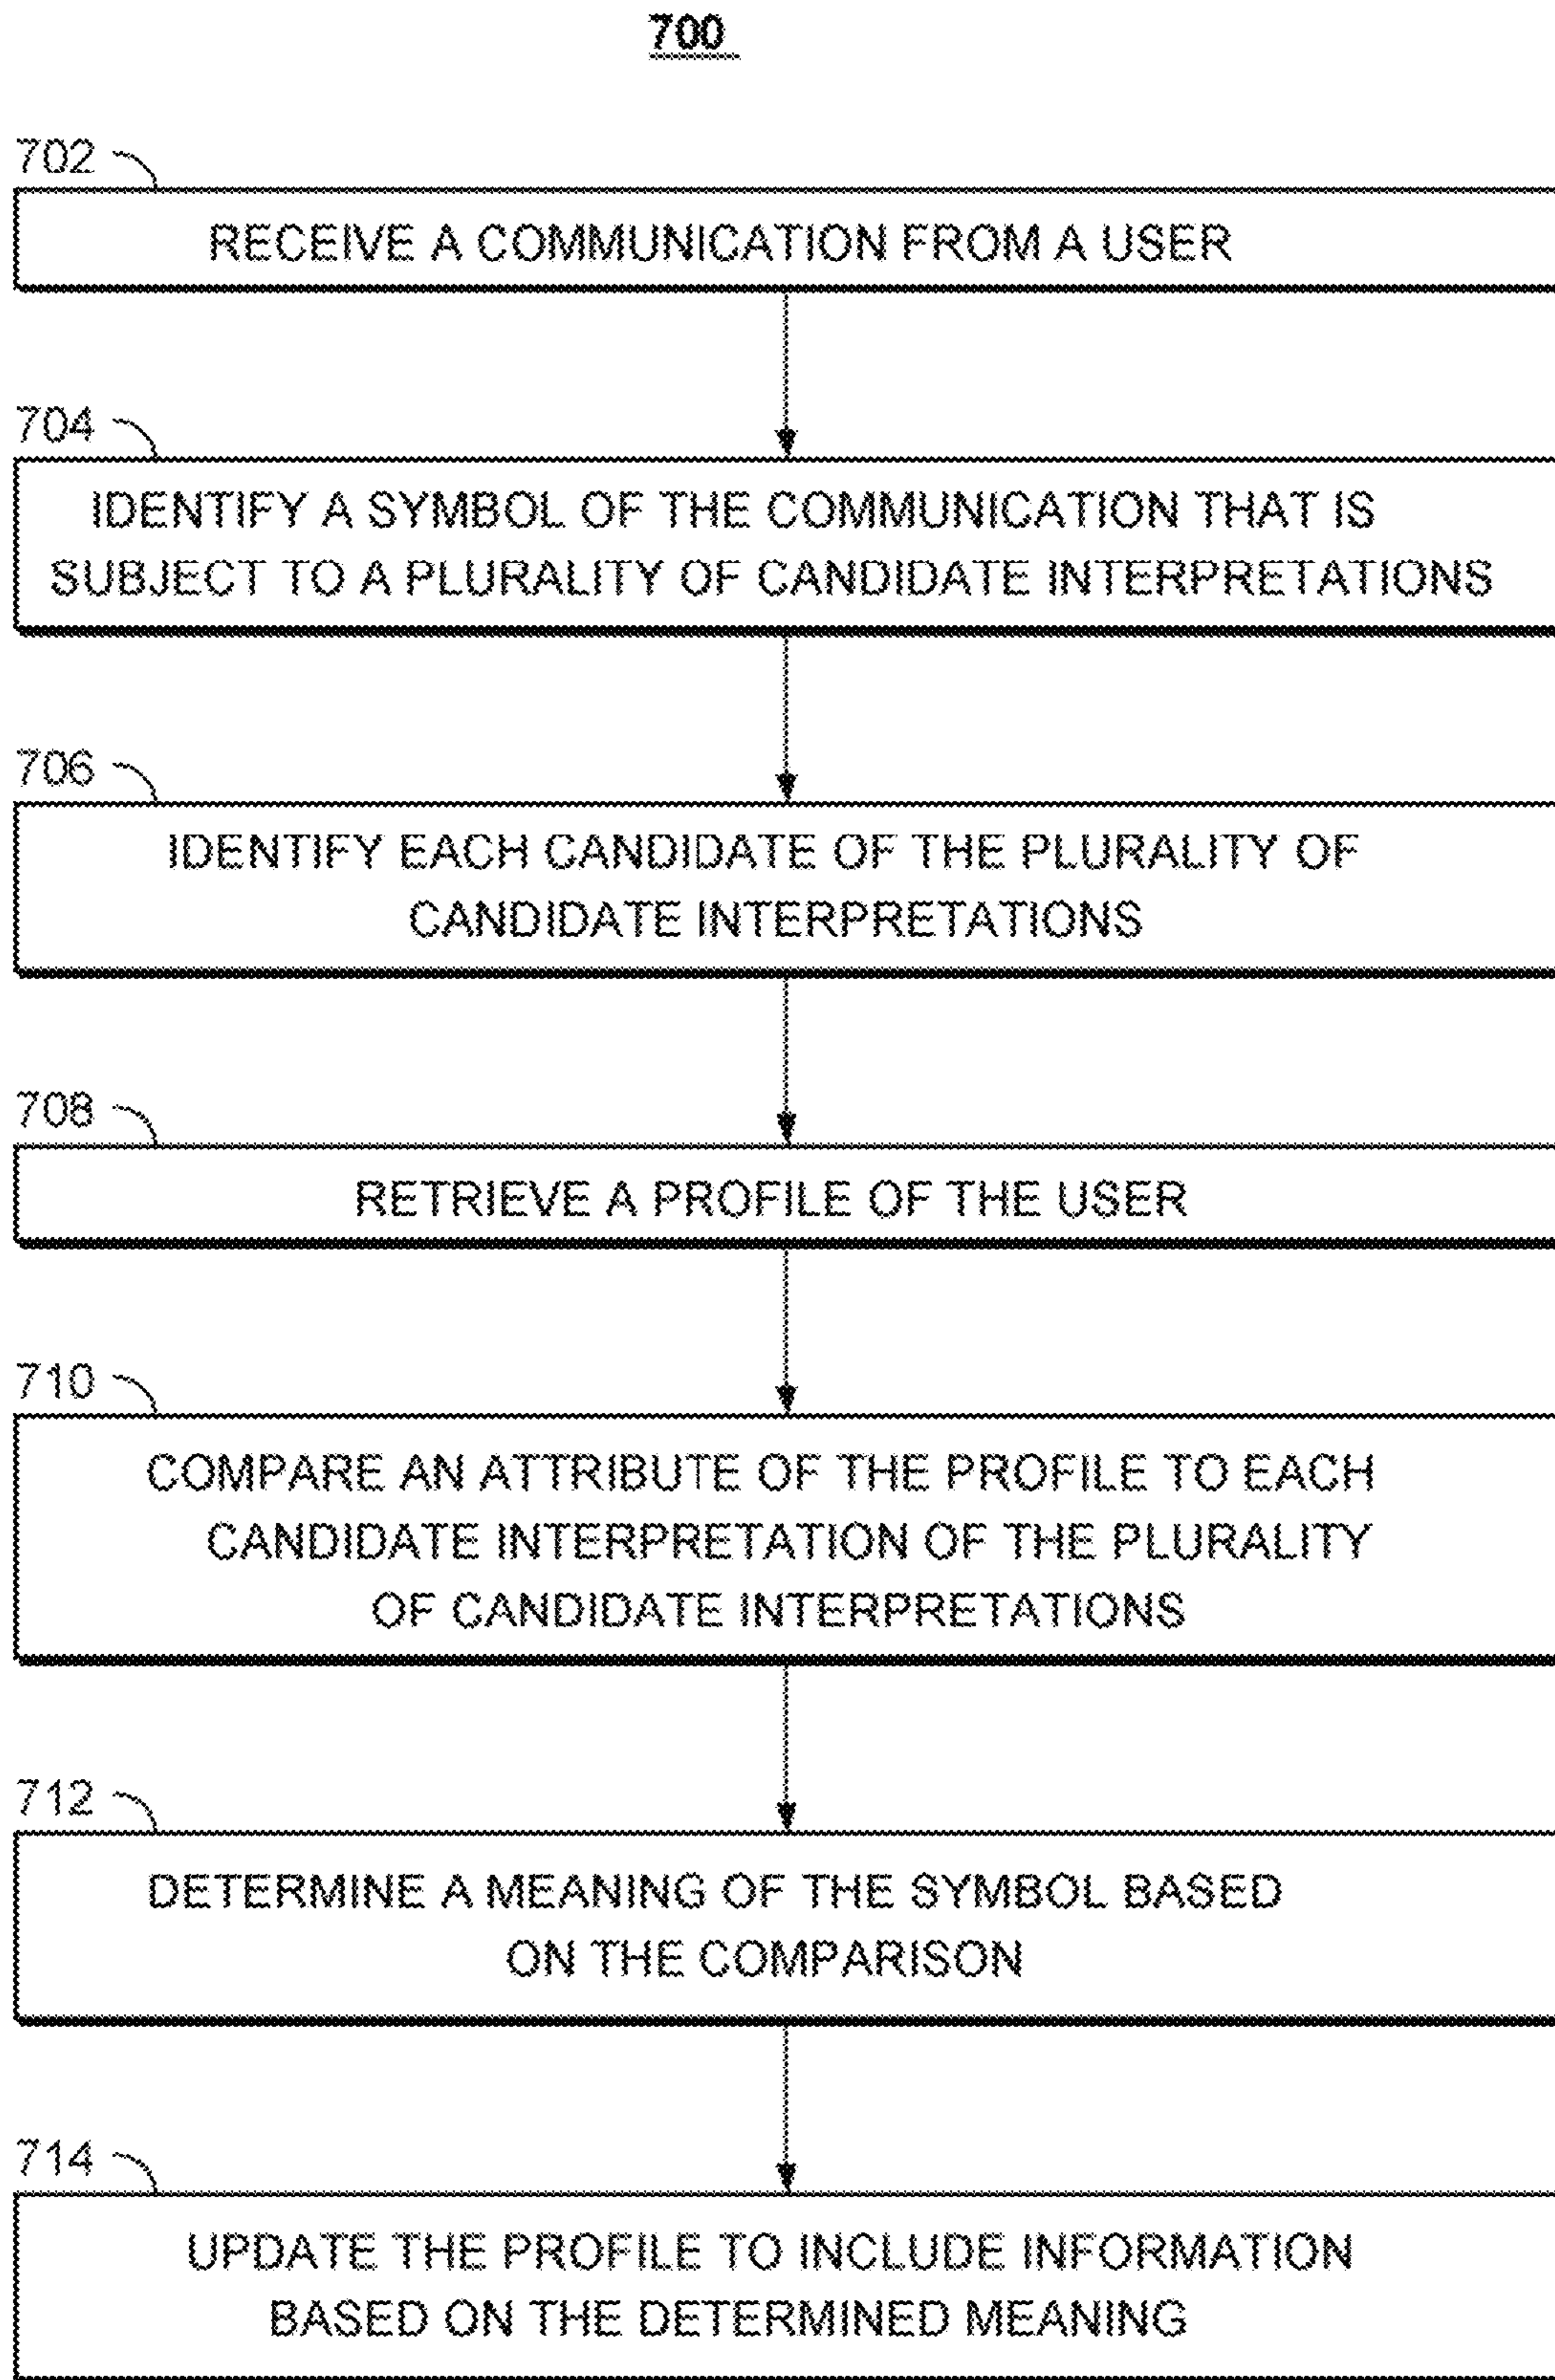 700
702
RECEIVE A COMMUNICATION FROM A USER
704
IDENTIFY A SYMBOL OF THE COMMUNICATION THAT IS
SUBJECT TO A PLURALITY OF CANDIDATE INTERPRETATIONS
706
IDENTIFY EACH CANDIDATE OF THE PLURALITY OF
CANDIDATE INTERPRETATIONS
708
RETRIEVE A PROFILE OF THE USER
710
COMPARE AN ATTRIBUTE OF THE PROFILE TO EACH
CANDIDATE INTERPRETATION OF THE PLURALITY
OF CANDIDATE INTERPRETATIONS
712
DETERMINE A MEANING OF THE SYMBOL BASED
ON THE COMPARISON
714
UPDATE THE PROFILE TO INCLUDE INFORMATION
BASED ON THE DETERMINED MEANING